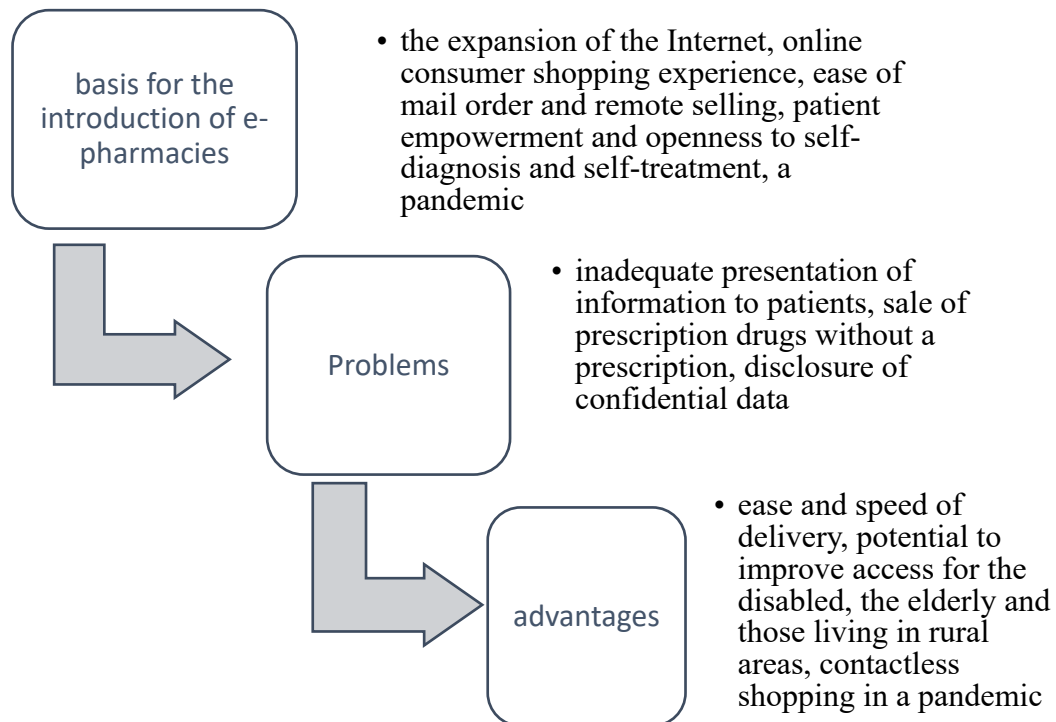 basis for the
introduction of e-
pharmacies
• the expansion of the Internet, online
consumer shopping experience, ease of
mail order and remote selling, patient
empowerment and openness to self-
diagnosis and self-treatment, a
pandemic
Problems
• inadequate presentation of
information to patients, sale of
prescription drugs without a
prescription, disclosure of
confidential data
advantages
• ease and speed of
delivery, potential to
improve access for the
disabled, the elderly and
those living in rural
areas, contactless
shopping in a pandemic